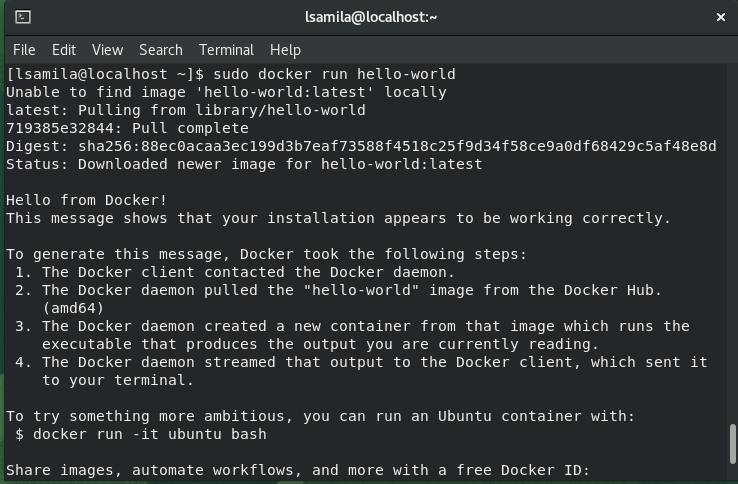 lsamila@localhost:~
File Edit View Search Terminal Help
[lsamila@localhost ~]$ sudo docker run hello-world
Unable to find image 'hello-world:latest' locally
latest: Pulling from library/hello-world
719385e32844: Pull complete
Digest: sha256:88ec0acaa3ec199d3b7eaf73588f4518c25f9d34f58ce9a0df68429c5af48e8d
Status: Downloaded newer image for hello-world:latest
Hello from Docker!
This message shows that your installation appears to be working correctly.
To generate this message, Docker took the following steps:
1. The Docker client contacted the Docker daemon.
2. The Docker daemon pulled the "hello-world" image from the Docker Hub.
(amd64)
3. The Docker daemon created a new container from that image which runs the
executable that produces the output you are currently reading.
4. The Docker daemon streamed that output to the Docker client, which sent it
to your terminal.
To try something more ambitious, you can run an Ubuntu container with:
$ docker run -it ubuntu bash
Share images, automate workflows, and more with a free Docker ID: